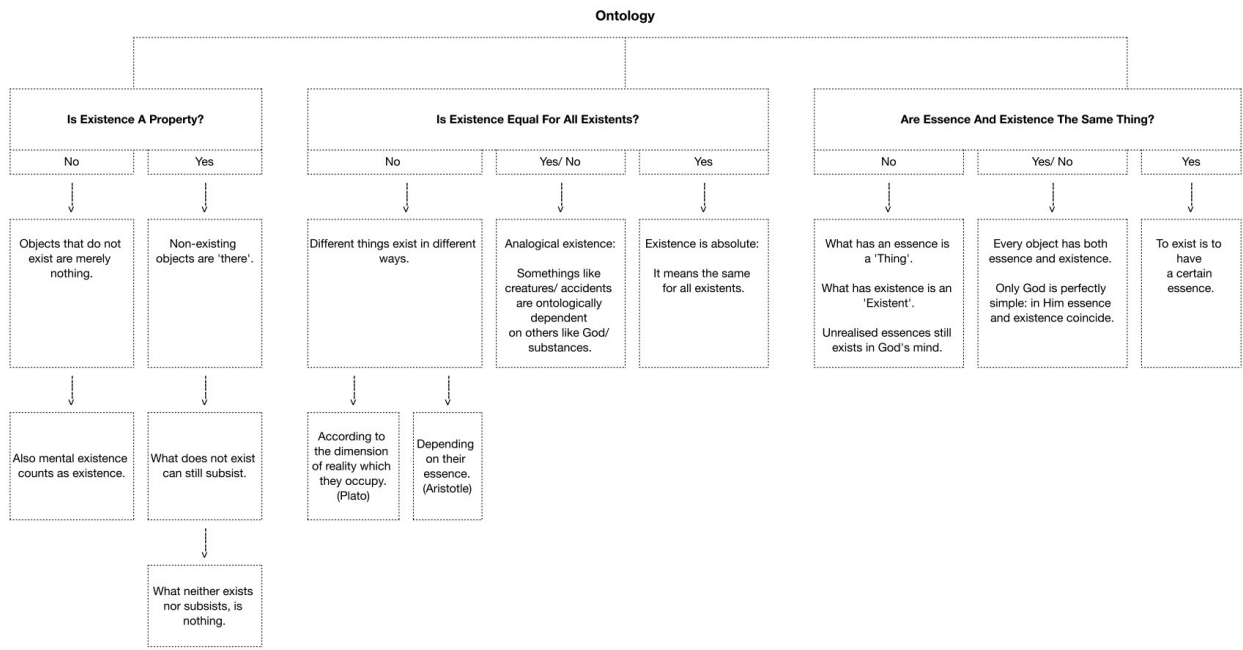 Ontology
Is Existence A Property?
No
Yes
Objects that do not
exist are merely
nothing.
Non-existing
objects are 'there'.
Also mental existence
counts as existence.
What does not exist
can still subsist.
What neither exists
nor subsists, is
nothing.
Is Existence Equal For All Existents?
No
Yes/ No
Yes
Different things exist in different
ways.
Analogical existence:
Somethings like
creatures/ accidents
are ontologically
dependent
on others like God/
substances.
Existence is absolute:
It means the same
for all existents.
According to
the dimension
of reality which
they occupy.
(Plato)
Depending
on their
essence.
(Aristotle)
Are Essence And Existence The Same Thing?
No
Yes/ No
Yes
What has an essence is
a 'Thing'.
What has existence is an
'Existent'.
Unrealised essences still
exists in God's mind.
Every object has both
essence and existence.
Only God is perfectly
simple: in Him essence
and existence coincide.
To exist is to
have
a certain
essence.